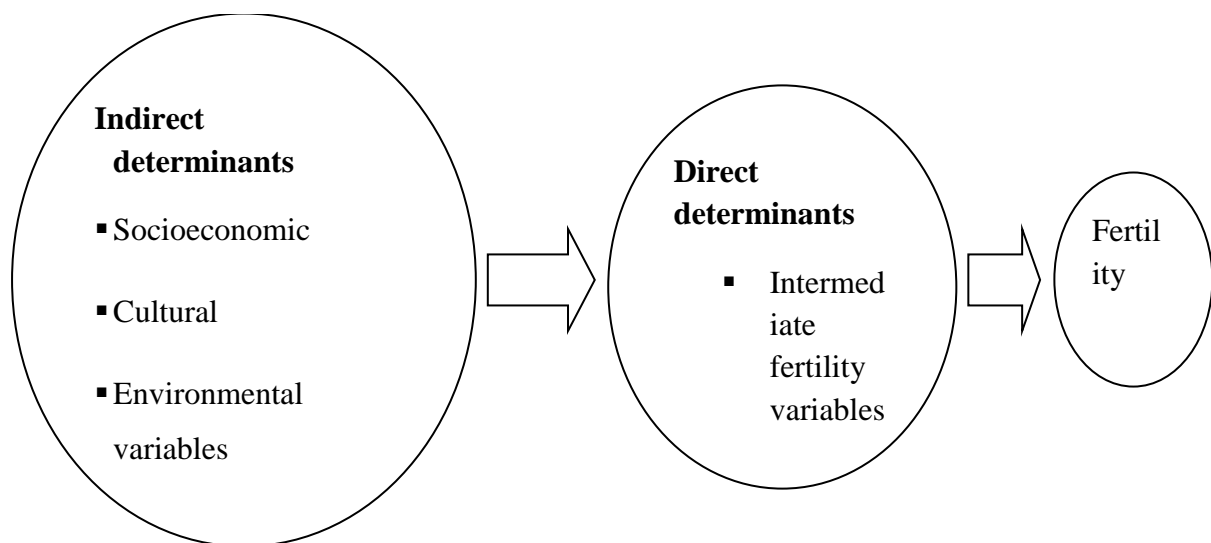 Indirect
determinants
▪ Socioeconomic
▪ Cultural
▪ Environmental
variables
Direct
determinants
▪ Intermed
iate
fertility
variables
Fertil
ity